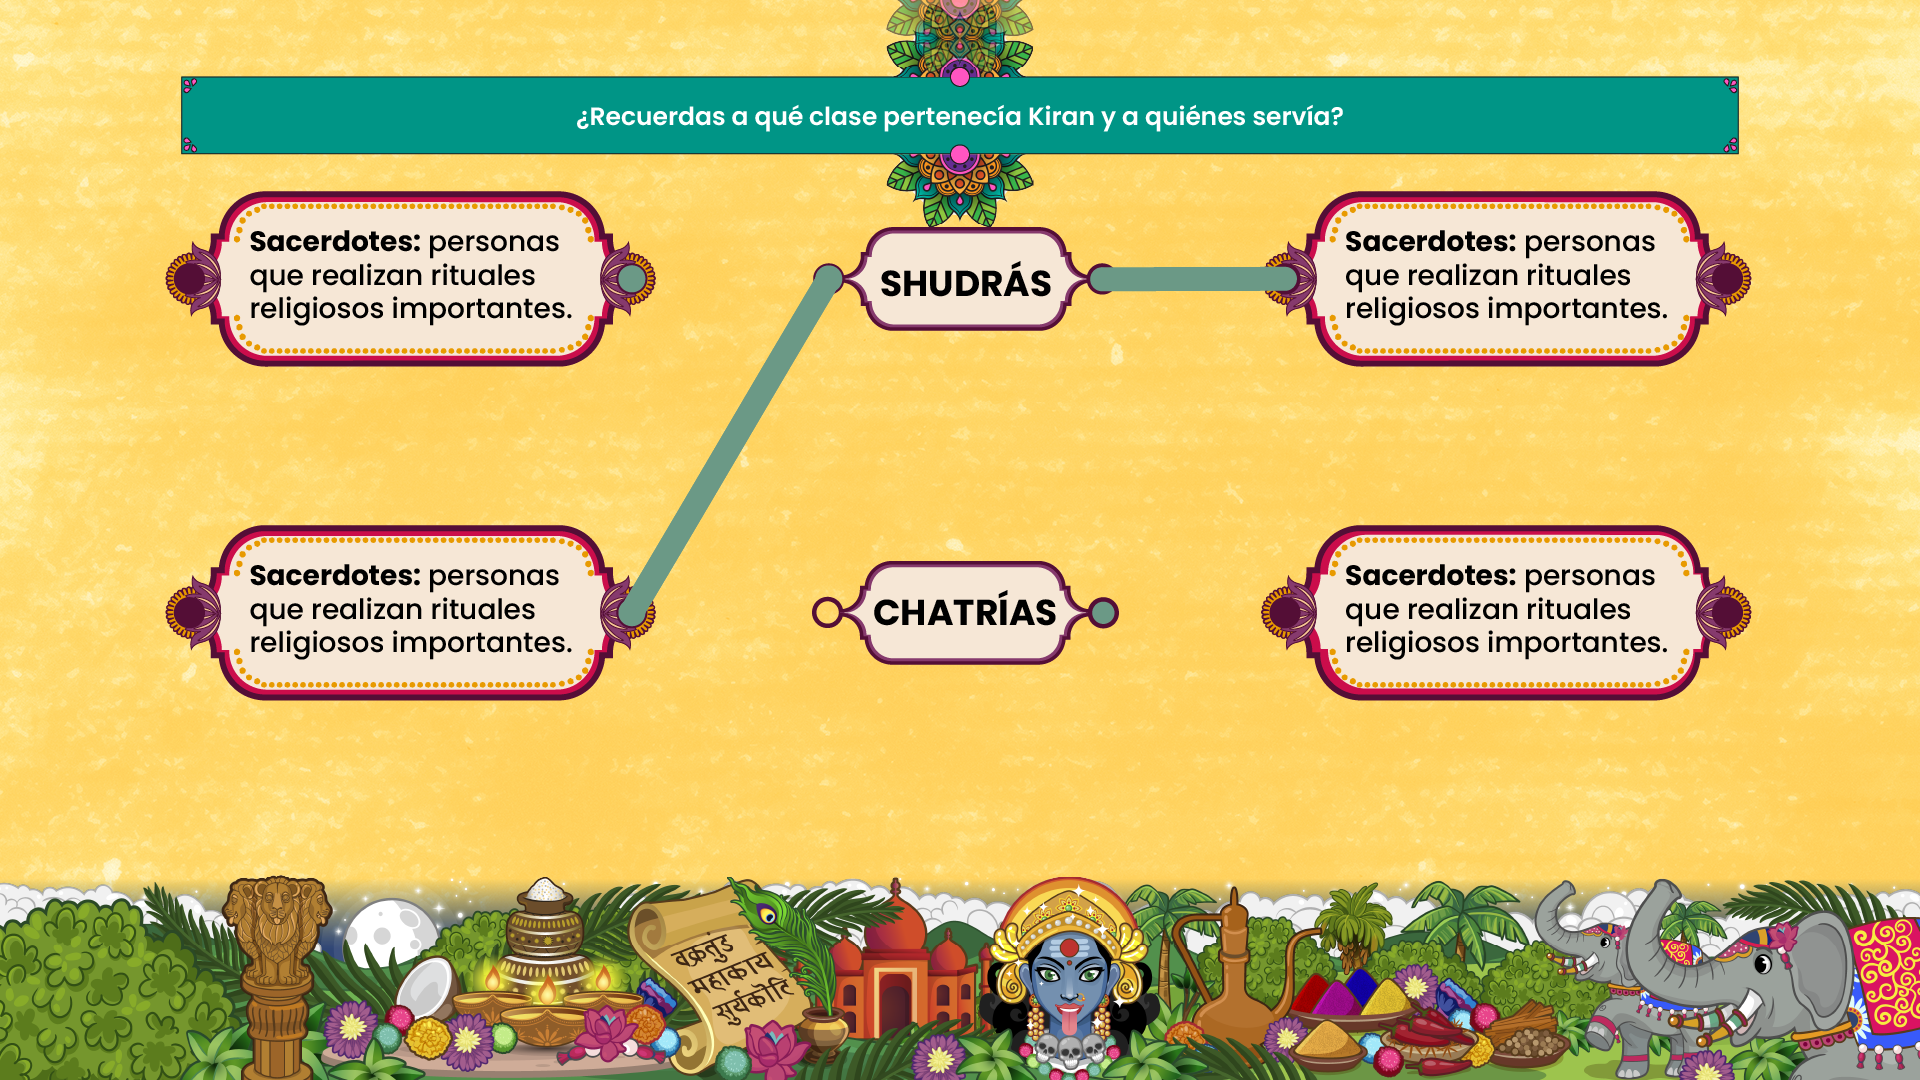 ¿Recuerdas a qué clase pertenecía Kiran y a quiénes servía?
Sacerdotes: personas
que realizan rituales
religiosos importantes.
SHUDRÁS
Sacerdotes: personas
que realizan rituales
religiosos importantes.
Sacerdotes: personas
que realizan rituales
religiosos importantes.
CHATRÍAS
Sacerdotes: personas
que realizan rituales
religiosos importantes.
वक्रतुंड
महाकाय
सुर्यकोटि